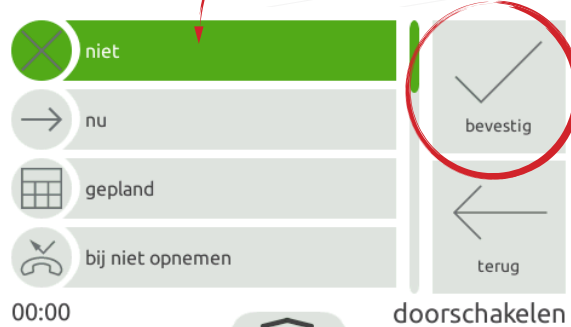 niet
nu
gepland
bij niet opnemen
bevestig
terug
00:00
doorschakelen